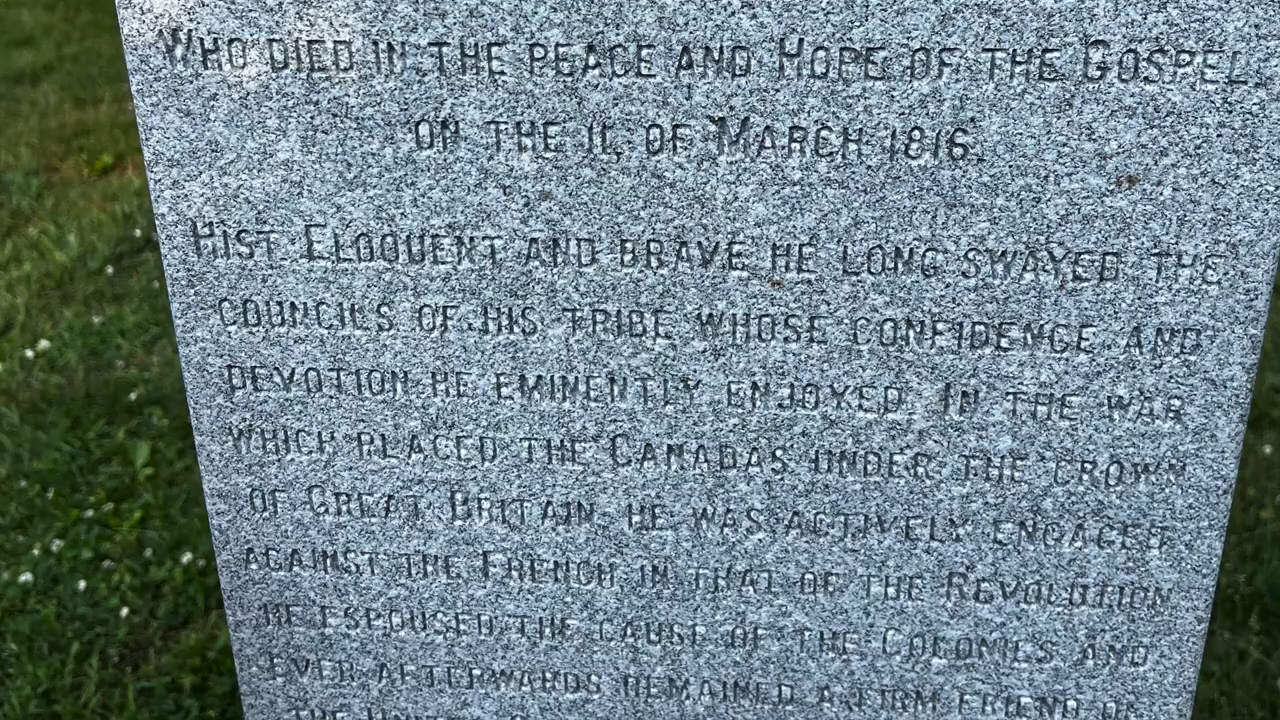 WHO DIED IN THE PEACE AND HOPE OF THE GOSPEL
ON THE 11. OF MARCH 1816.
HIST ELOQUENT AND BRAVE HE LONG SWAYED THE
COUNCILS OF HIS TRIBE WHOSE CONFIDENCE AND
DEVOTION HE EMINENTLY ENJOYED. IN THE WAR
WHICH PLACED THE CANADAS UNDER THE CROWN
OF GREAT BRITAIN HE WAS ACTIVELY ENGAGED
AGAINST THE FRENCH IN THAT OF THE REVOLUTION
HE ESPOUSED THE CAUSE OF THE COLONIES AND
EVER AFTERWARDS REMAINED A FIRM FRIEND OF
THE